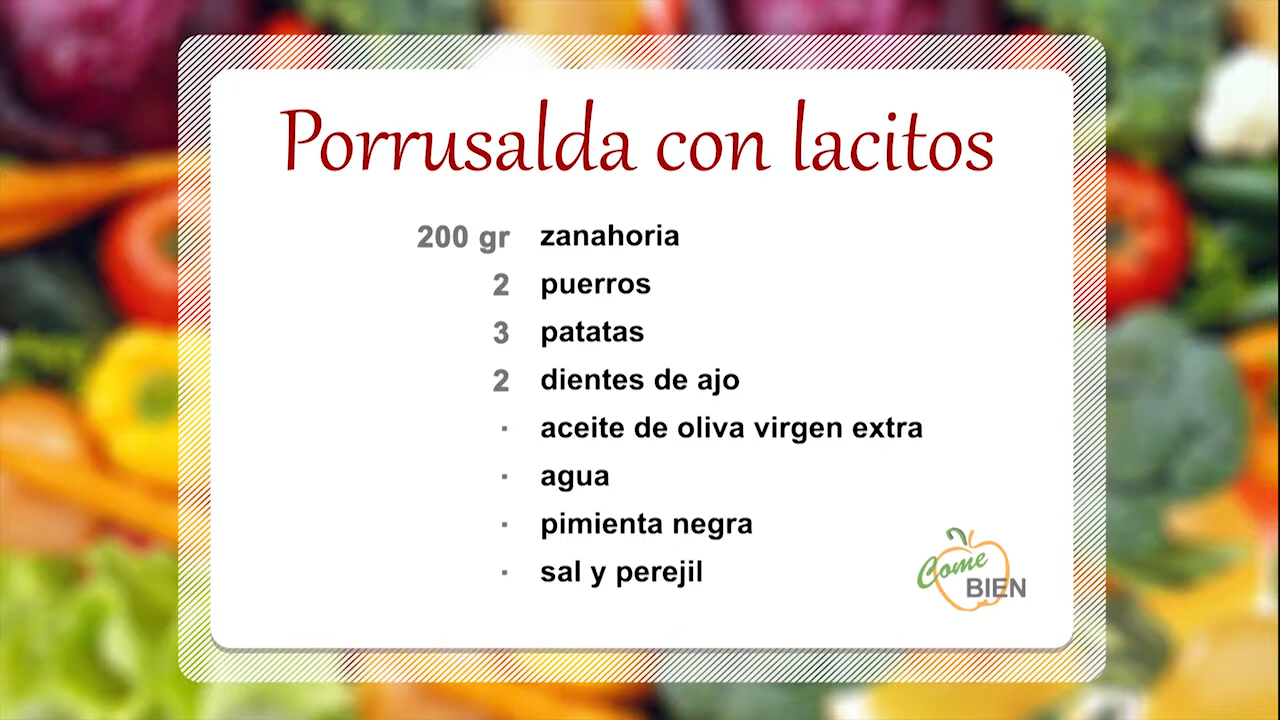 Porrusalda con lacitos
200 gr zanahoria
2 puerros
3 patatas
2 dientes de ajo
· aceite de oliva virgen extra
· agua
· pimienta negra
· sal y perejil
Come
BIEN